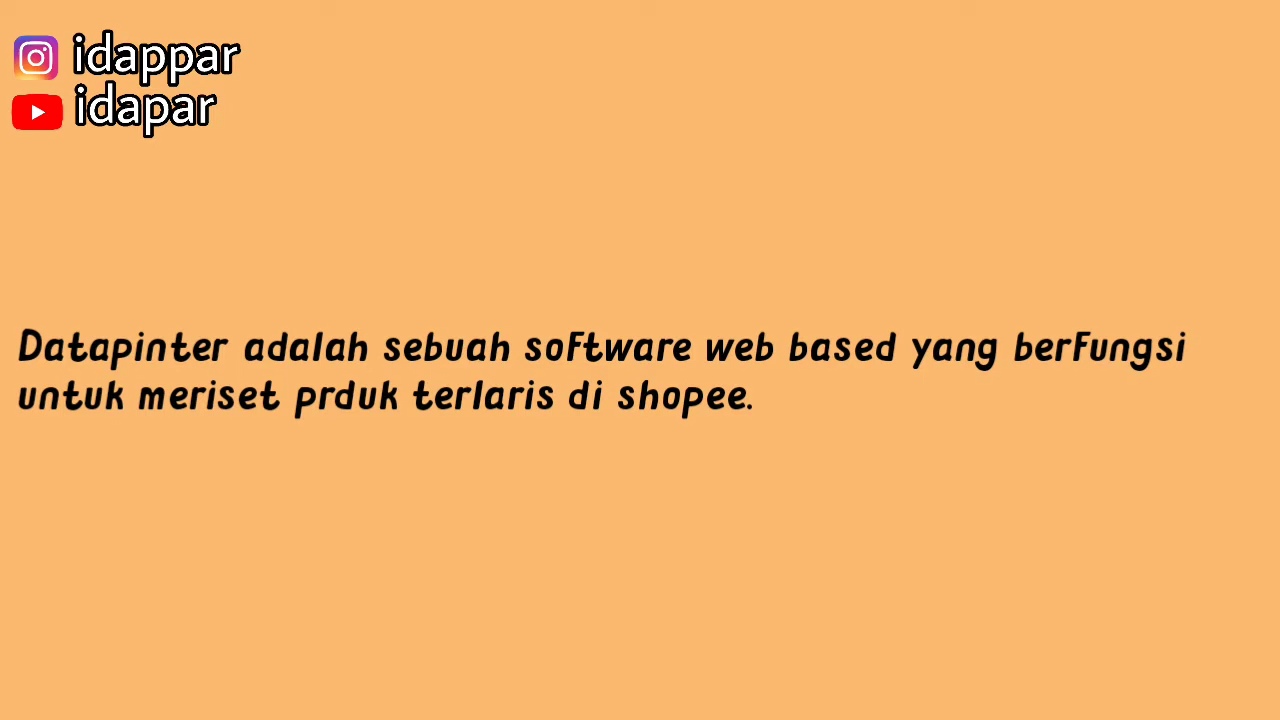 idappar
idapar
Datapinter adalah sebuah software web based yang berfungsi
untuk meriset prduk terlaris di shopee.